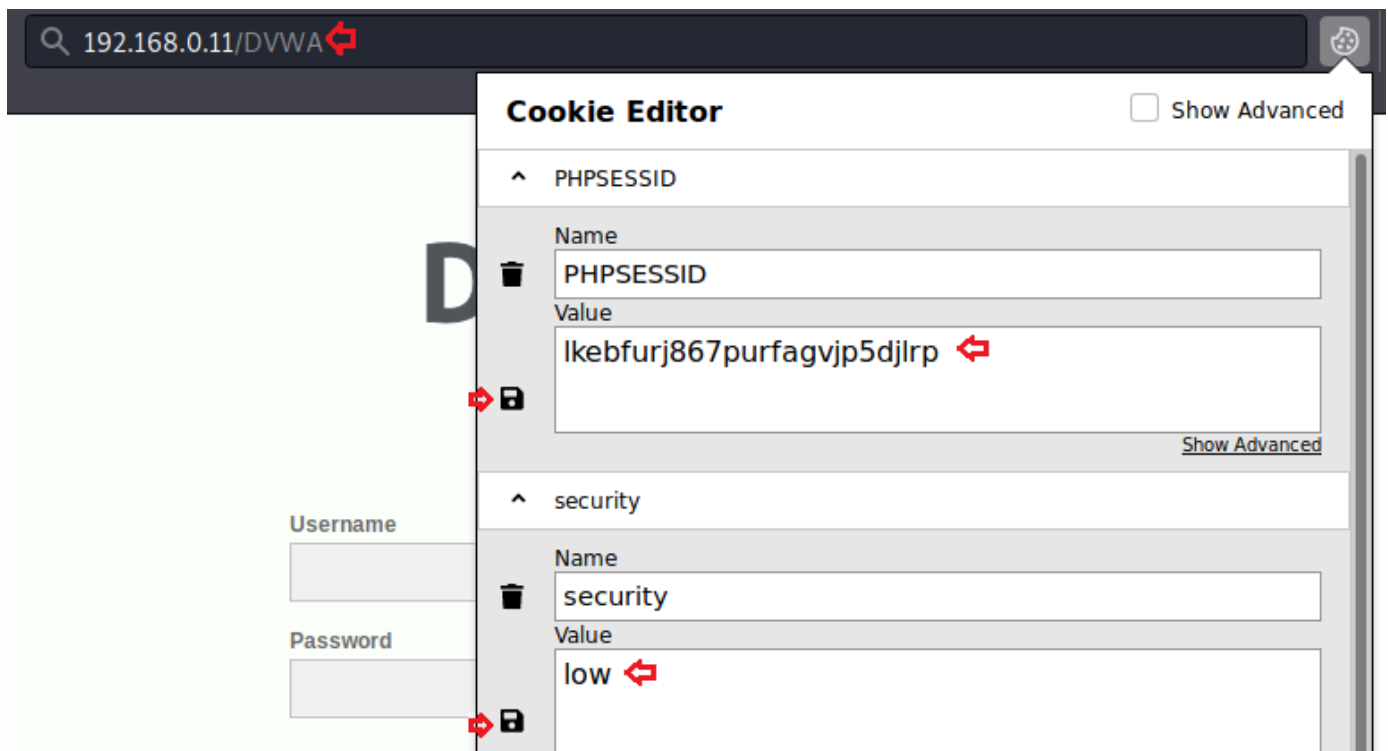 192.168.0.11/DVWA
Cookie Editor
Show Advanced
PHPSESSID
Name
PHPSESSID
Value
lkebfurj867purfagvjp5djlrp
Show Advanced
security
Name
security
Value
low
D
Username
Password